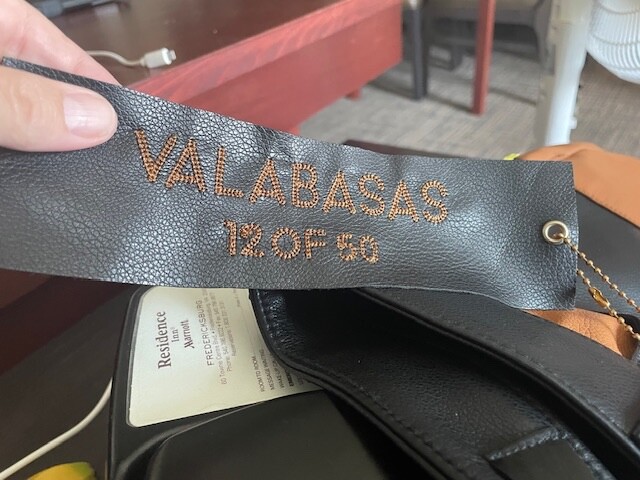 VALABASAS
12 OF 50
Residence
Inn
Marriott
FREDERICKSBURG